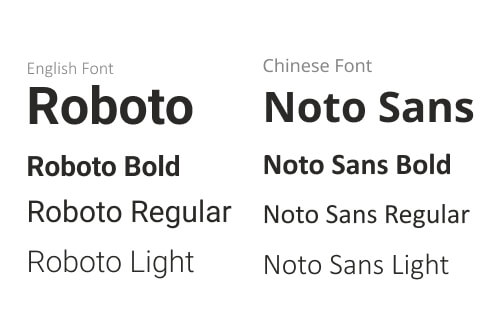 English Font
Roboto
Roboto Bold
Roboto Regular
Roboto Light
Chinese Font
Noto Sans
Noto Sans Bold
Noto Sans Regular
Noto Sans Light